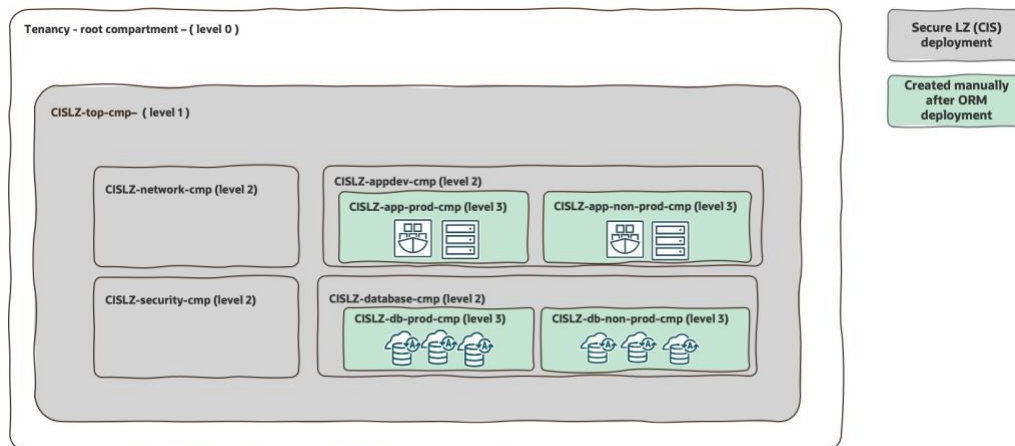 Tenancy - root compartment – ( level 0 )
Secure LZ (CIS)
deployment
Created manually
after ORM
deployment
CISLZ-top-cmp– ( level 1 )
CISLZ-network-cmp (level 2)
CISLZ-appdev-cmp (level 2)
CISLZ-app-prod-cmp (level 3)
CISLZ-app-non-prod-cmp (level 3)
CISLZ-security-cmp (level 2)
CISLZ-database-cmp (level 2)
CISLZ-db-prod-cmp (level 3)
CISLZ-db-non-prod-cmp (level 3)
A A A
A A A